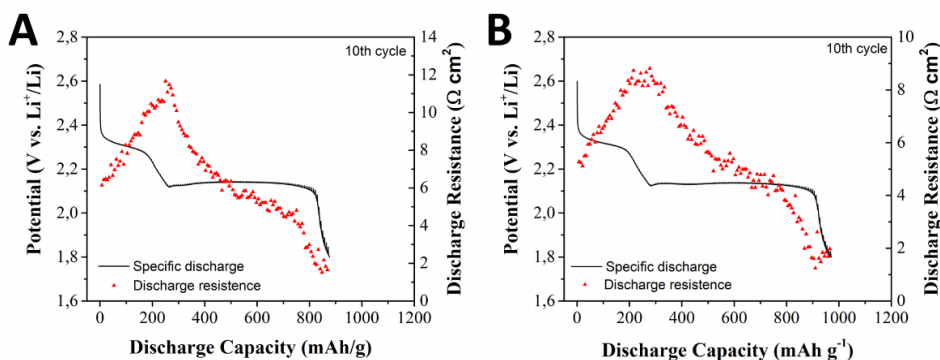 A
10th cycle
Potential (V vs. Li⁺/Li)
2,8
2,6
2,4
2,2
2,0
1,8
1,6
14
12
10
8
6
4
2
0
Discharge Resistance (Ω cm²)
Specific discharge
Discharge resistence
0 200 400 600 800 1000 1200
Discharge Capacity (mAh/g)
B
10th cycle
Potential (V vs. Li⁺/Li)
2,8
2,6
2,4
2,2
2,0
1,8
1,6
10
8
6
4
2
0
Discharge Resistance (Ω cm²)
Specific discharge
Discharge resistence
0 200 400 600 800 1000 1200
Discharge Capacity (mAh g⁻¹)